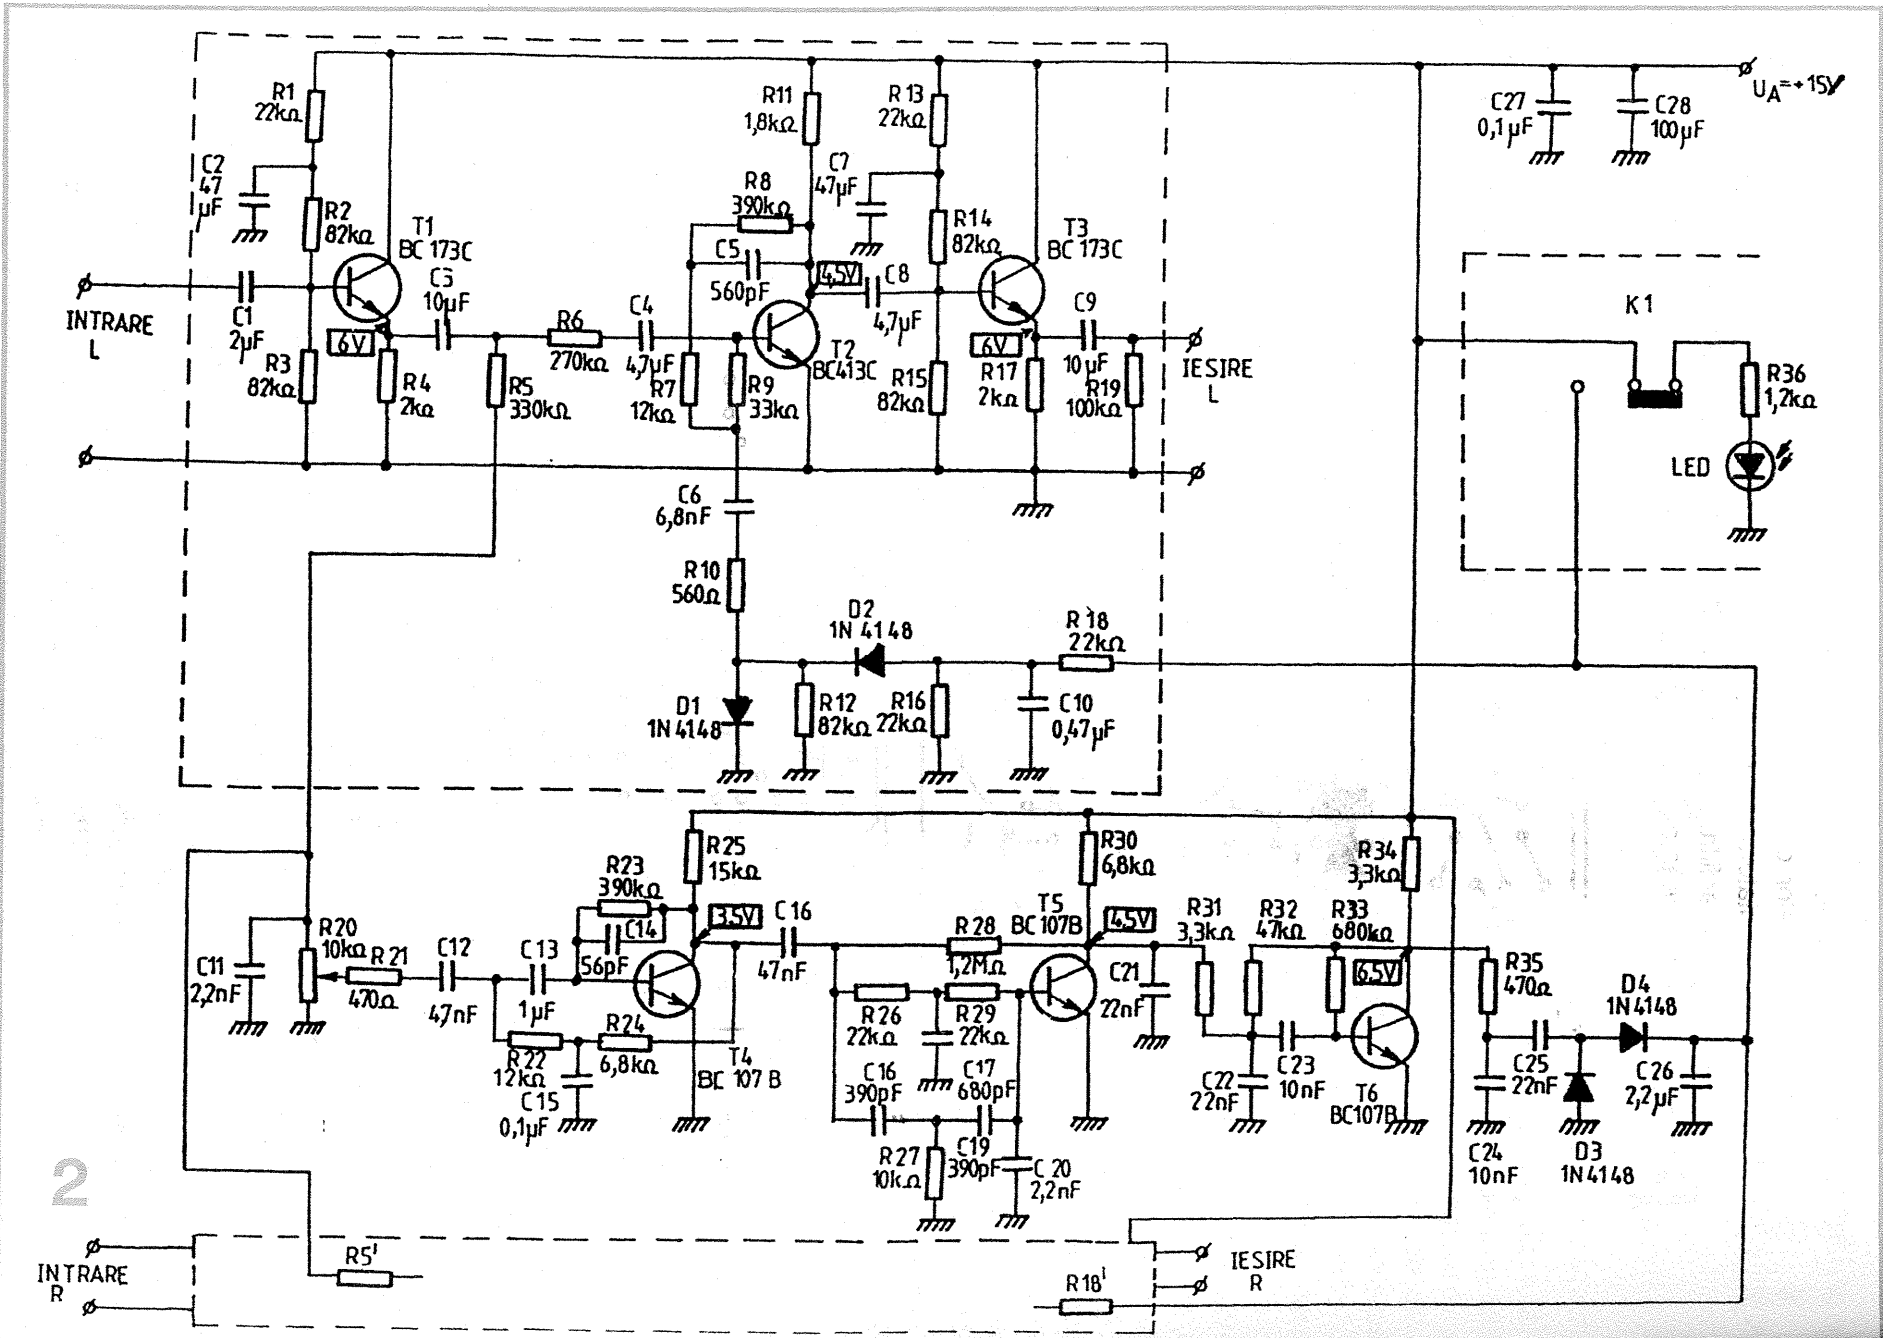 R1
22kΩ
C2
47
µF
R2
82kΩ
T1
BC 173C
C1
2µF
INTRARE
L
R3
82kΩ
6V
R4
2kΩ
C3
10µF
R5
330kΩ
R6
270kΩ
C4
4,7µF
R7
12kΩ
R8
390kΩ
C5
560pF
R9
33kΩ
R11
1,8kΩ
4,5V
T2
BC413C
C7
47µF
C8
4,7µF
R13
22kΩ
R14
82kΩ
R15
82kΩ
T3
BC 173C
6V
R17
2kΩ
C9
10µF
R19
100kΩ
IESIRE
L
C27
0,1µF
C28
100µF
UA=+15V
K1
R36
1,2kΩ
LED
C6
6,8nF
R10
560Ω
D1
1N4148
D2
1N 4148
R12
82kΩ
R16
22kΩ
R18
22kΩ
C10
0,47µF
C11
2,2nF
R20
10kΩ
R21
470Ω
C12
4,7nF
C13
1µF
R22
12kΩ
C15
0,1µF
R23
390kΩ
C14
56pF
R24
6,8kΩ
R25
15kΩ
3,5V
T4
BC 107 B
C16
47nF
R28
1,2MΩ
R26
22kΩ
R29
22kΩ
C16
390pF
C17
680pF
R27
10kΩ
C19
390pF
C20
2,2nF
R30
6,8kΩ
T5
BC107B
4,5V
C21
22nF
R31
3,3kΩ
R32
47kΩ
R33
680kΩ
R34
3,3kΩ
6,5V
C22
22nF
C23
10nF
T6
BC107B
R35
470Ω
C24
10nF
C25
22nF
D4
1N4148
D3
1N4148
C26
2,2µF
2
INTRARE
R
R5'
R18'
IESIRE
R